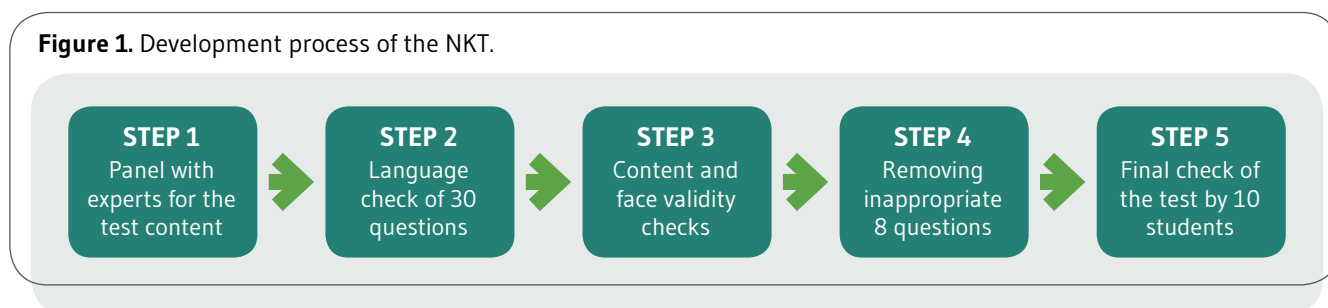 Figure 1. Development process of the NKT.
STEP 1
Panel with
experts for the
test content
STEP 2
Language
check of 30
questions
STEP 3
Content and
face validity
checks
STEP 4
Removing
inappropriate
8 questions
STEP 5
Final check of
the test by 10
students